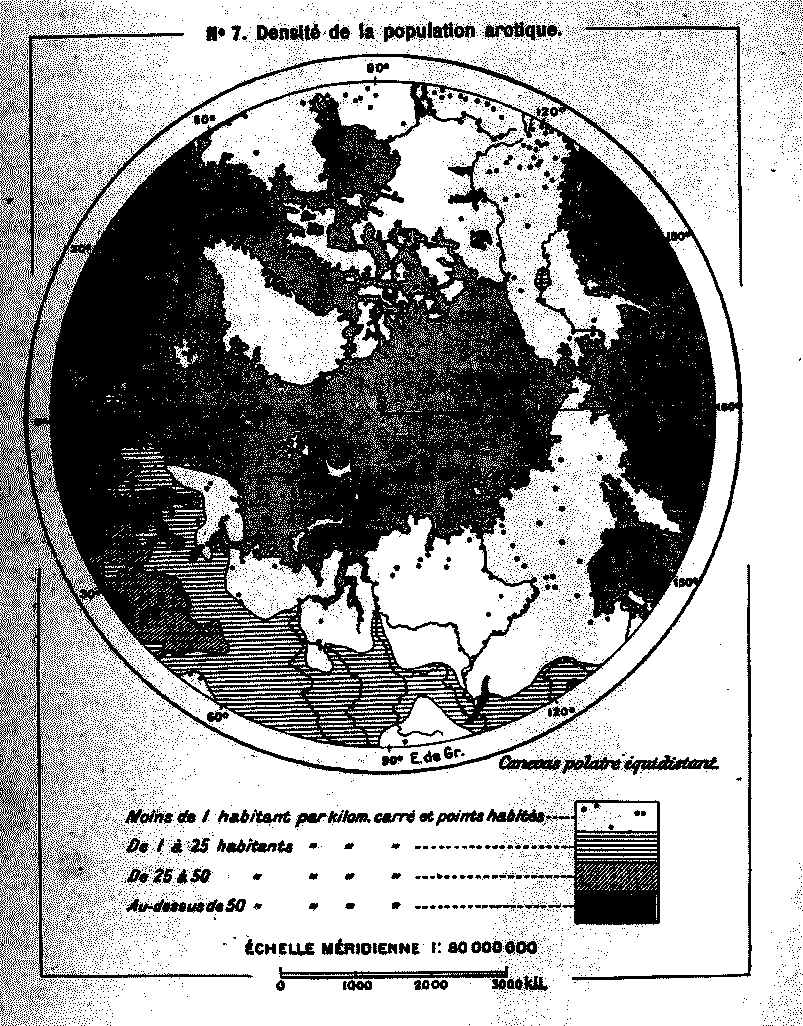 Nº 7. Densité de la population arctique.
90°
60°
120°
30°
150°
180°
30°
150°
60°
120°
90° E. de Gr.
Canevas polaire équidistant.
Moins de 1 habitant par kilom. carré et points habités
De 1 à 25 habitants " " "
De 25 à 50 " " " "
Au-dessus de 50 " " " "
ÉCHELLE MÉRIDIENNE 1: 80 000 000
0 1000 2000 3000 kil.